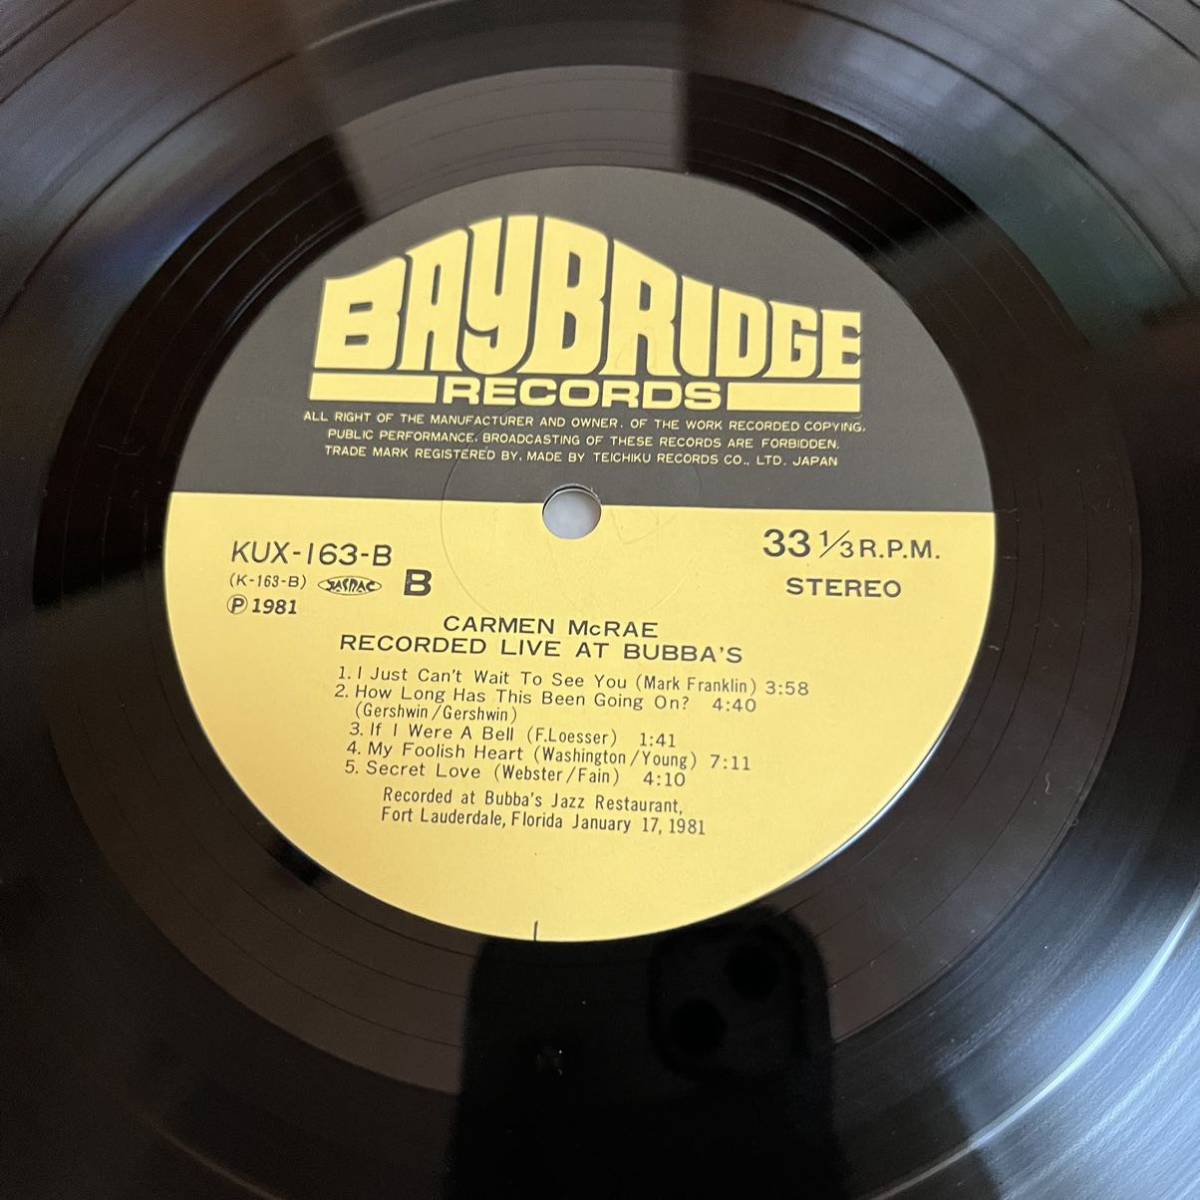 BAYBRIDGE
RECORDS
ALL RIGHT OF THE MANUFACTURER AND OWNER. OF THE WORK RECORDED COPYING.
PUBLIC PERFORMANCE. BROADCASTING OF THESE RECORDS ARE FORBIDDEN.
TRADE MARK REGISTERED BY. MADE BY TEICHIKU RECORDS CO., LTD. JAPAN
KUX-163-B
(K-163-B) JASRAC B
Ⓟ1981
33 1/3 R.P.M.
STEREO
CARMEN McRAE
RECORDED LIVE AT BUBBA'S
1. I Just Can't Wait To See You (Mark Franklin) 3:58
2. How Long Has This Been Going On? 4:40
(Gershwin/Gershwin)
3. If I Were A Bell (F.Loesser) 1:41
4. My Foolish Heart (Washington/Young) 7:11
5. Secret Love (Webster/Fain) 4:10
Recorded at Bubba's Jazz Restaurant,
Fort Lauderdale, Florida January 17, 1981